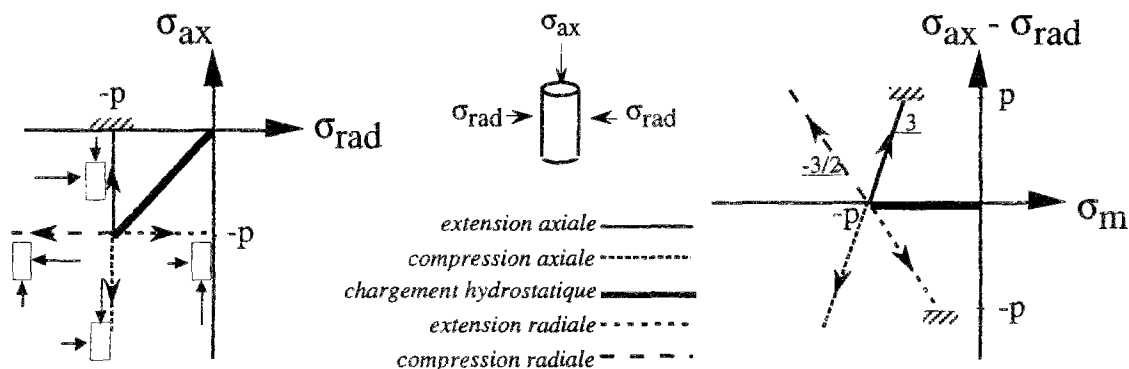 σax
-p
σrad
-p
σax
σrad
σrad
extension axiale
compression axiale
chargement hydrostatique
extension radiale
compression radiale
σax - σrad
p
3
-3/2
-p
σm
-p